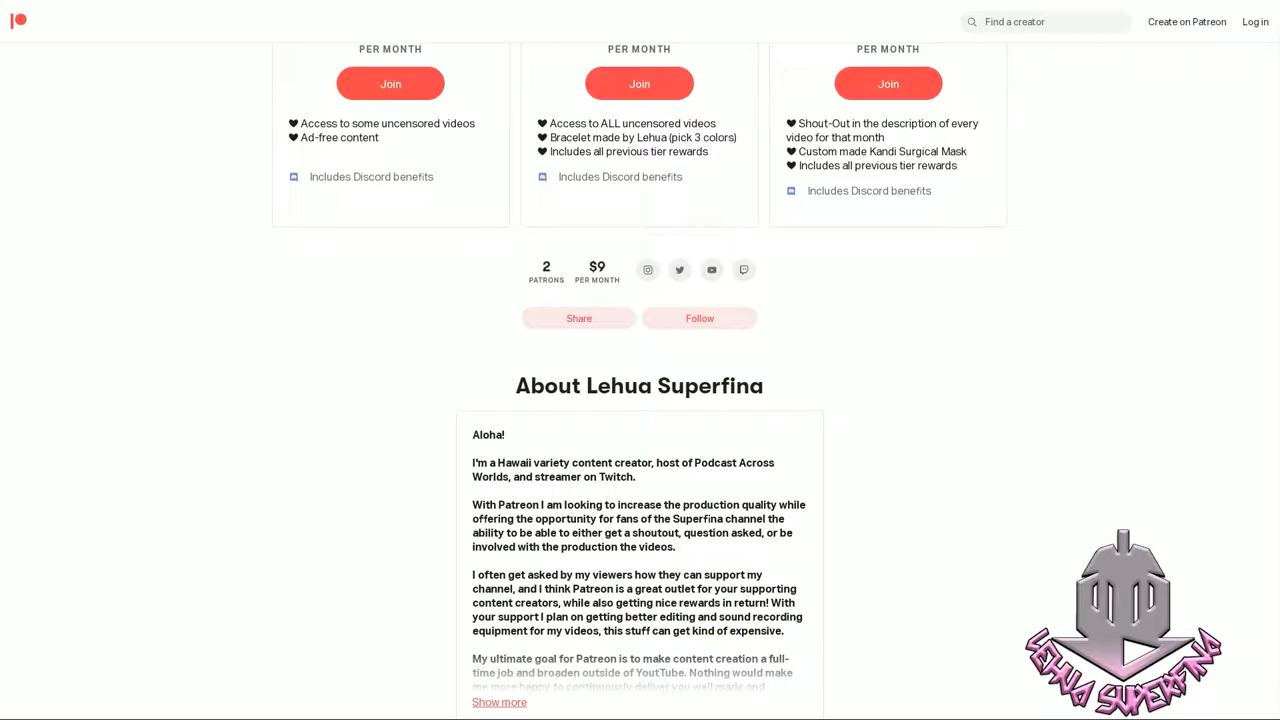 Find a creator
Create on Patreon
Log in
PER MONTH
Join
Access to some uncensored videos
Ad-free content
Includes Discord benefits
PER MONTH
Join
Access to ALL uncensored videos
Bracelet made by Lehua (pick 3 colors)
Includes all previous tier rewards
Includes Discord benefits
PER MONTH
Join
Shout-Out in the description of every
video for that month
Custom made Kandi Surgical Mask
Includes all previous tier rewards
Includes Discord benefits
2
PATRONS
$9
PER MONTH
Share
Follow
About Lehua Superfina
Aloha!
I'm a Hawaii variety content creator, host of Podcast Across
Worlds, and streamer on Twitch.
With Patreon I am looking to increase the production quality while
offering the opportunity for fans of the Superfina channel the
ability to be able to either get a shoutout, question asked, or be
involved with the production the videos.
I often get asked by my viewers how they can support my
channel, and I think Patreon is a great outlet for your supporting
content creators, while also getting nice rewards in return! With
your support I plan on getting better editing and sound recording
equipment for my videos, this stuff can get kind of expensive.
My ultimate goal for Patreon is to make content creation a full-
time job and broaden outside of YouTube. Nothing would make
me more happy to continuously deliver you well made and
Show more
LEHUA SUPERFINA